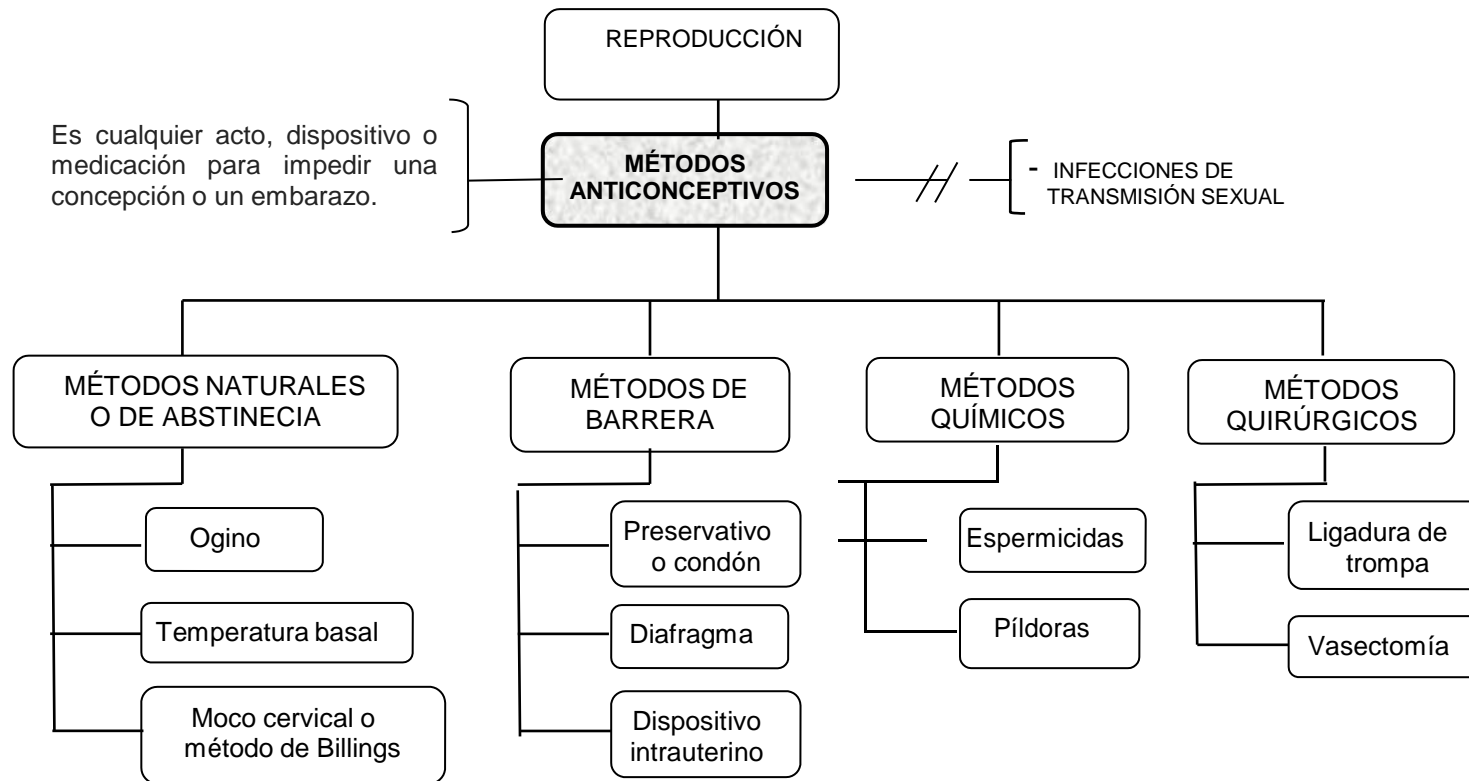 REPRODUCCIÓN
Es cualquier acto, dispositivo o
medicación para impedir una
concepción o un embarazo.
MÉTODOS
ANTICONCEPTIVOS
- INFECCIONES DE
TRANSMISIÓN SEXUAL
MÉTODOS NATURALES
O DE ABSTINECIA
MÉTODOS DE
BARRERA
MÉTODOS
QUÍMICOS
MÉTODOS
QUIRÚRGICOS
Ogino
Temperatura basal
Moco cervical o
método de Billings
Preservativo
o condón
Diafragma
Dispositivo
intrauterino
Espermicidas
Píldoras
Ligadura de
trompa
Vasectomía